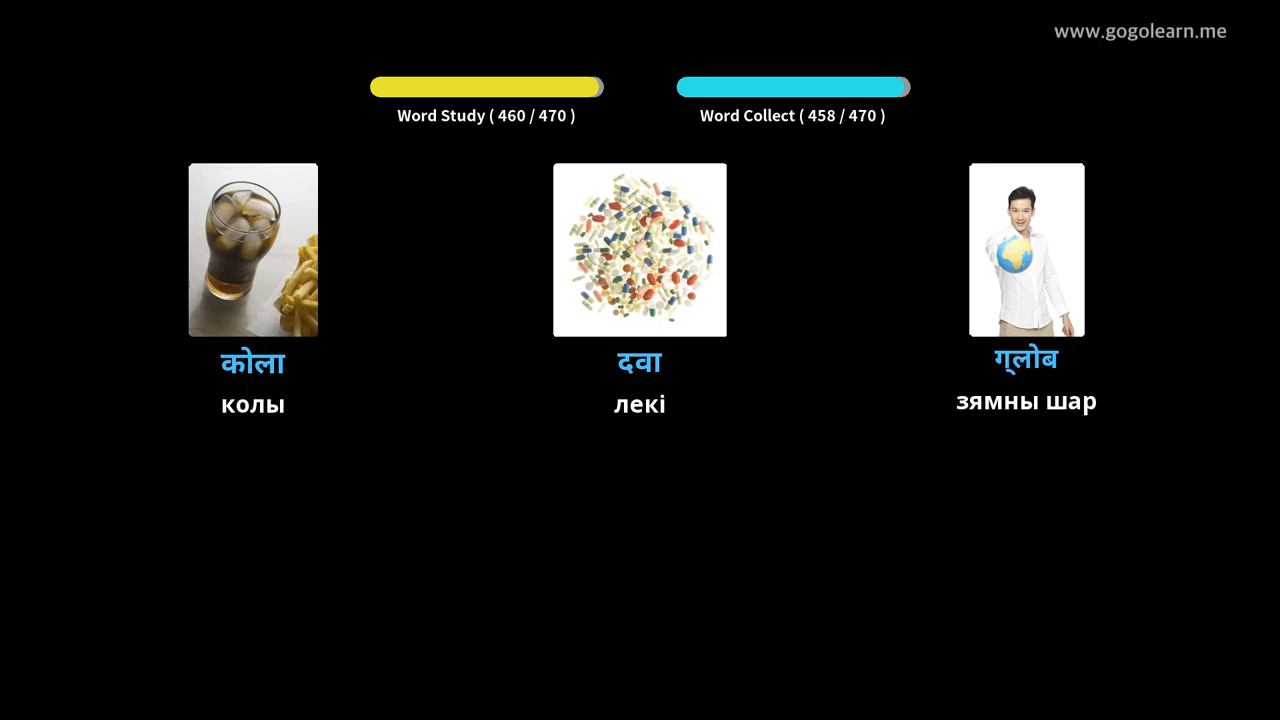 www.gogolearn.me
Word Study ( 460 / 470 )
Word Collect ( 458 / 470 )
कोला
दवा
ग्लोब
колы
лекі
зямны шар